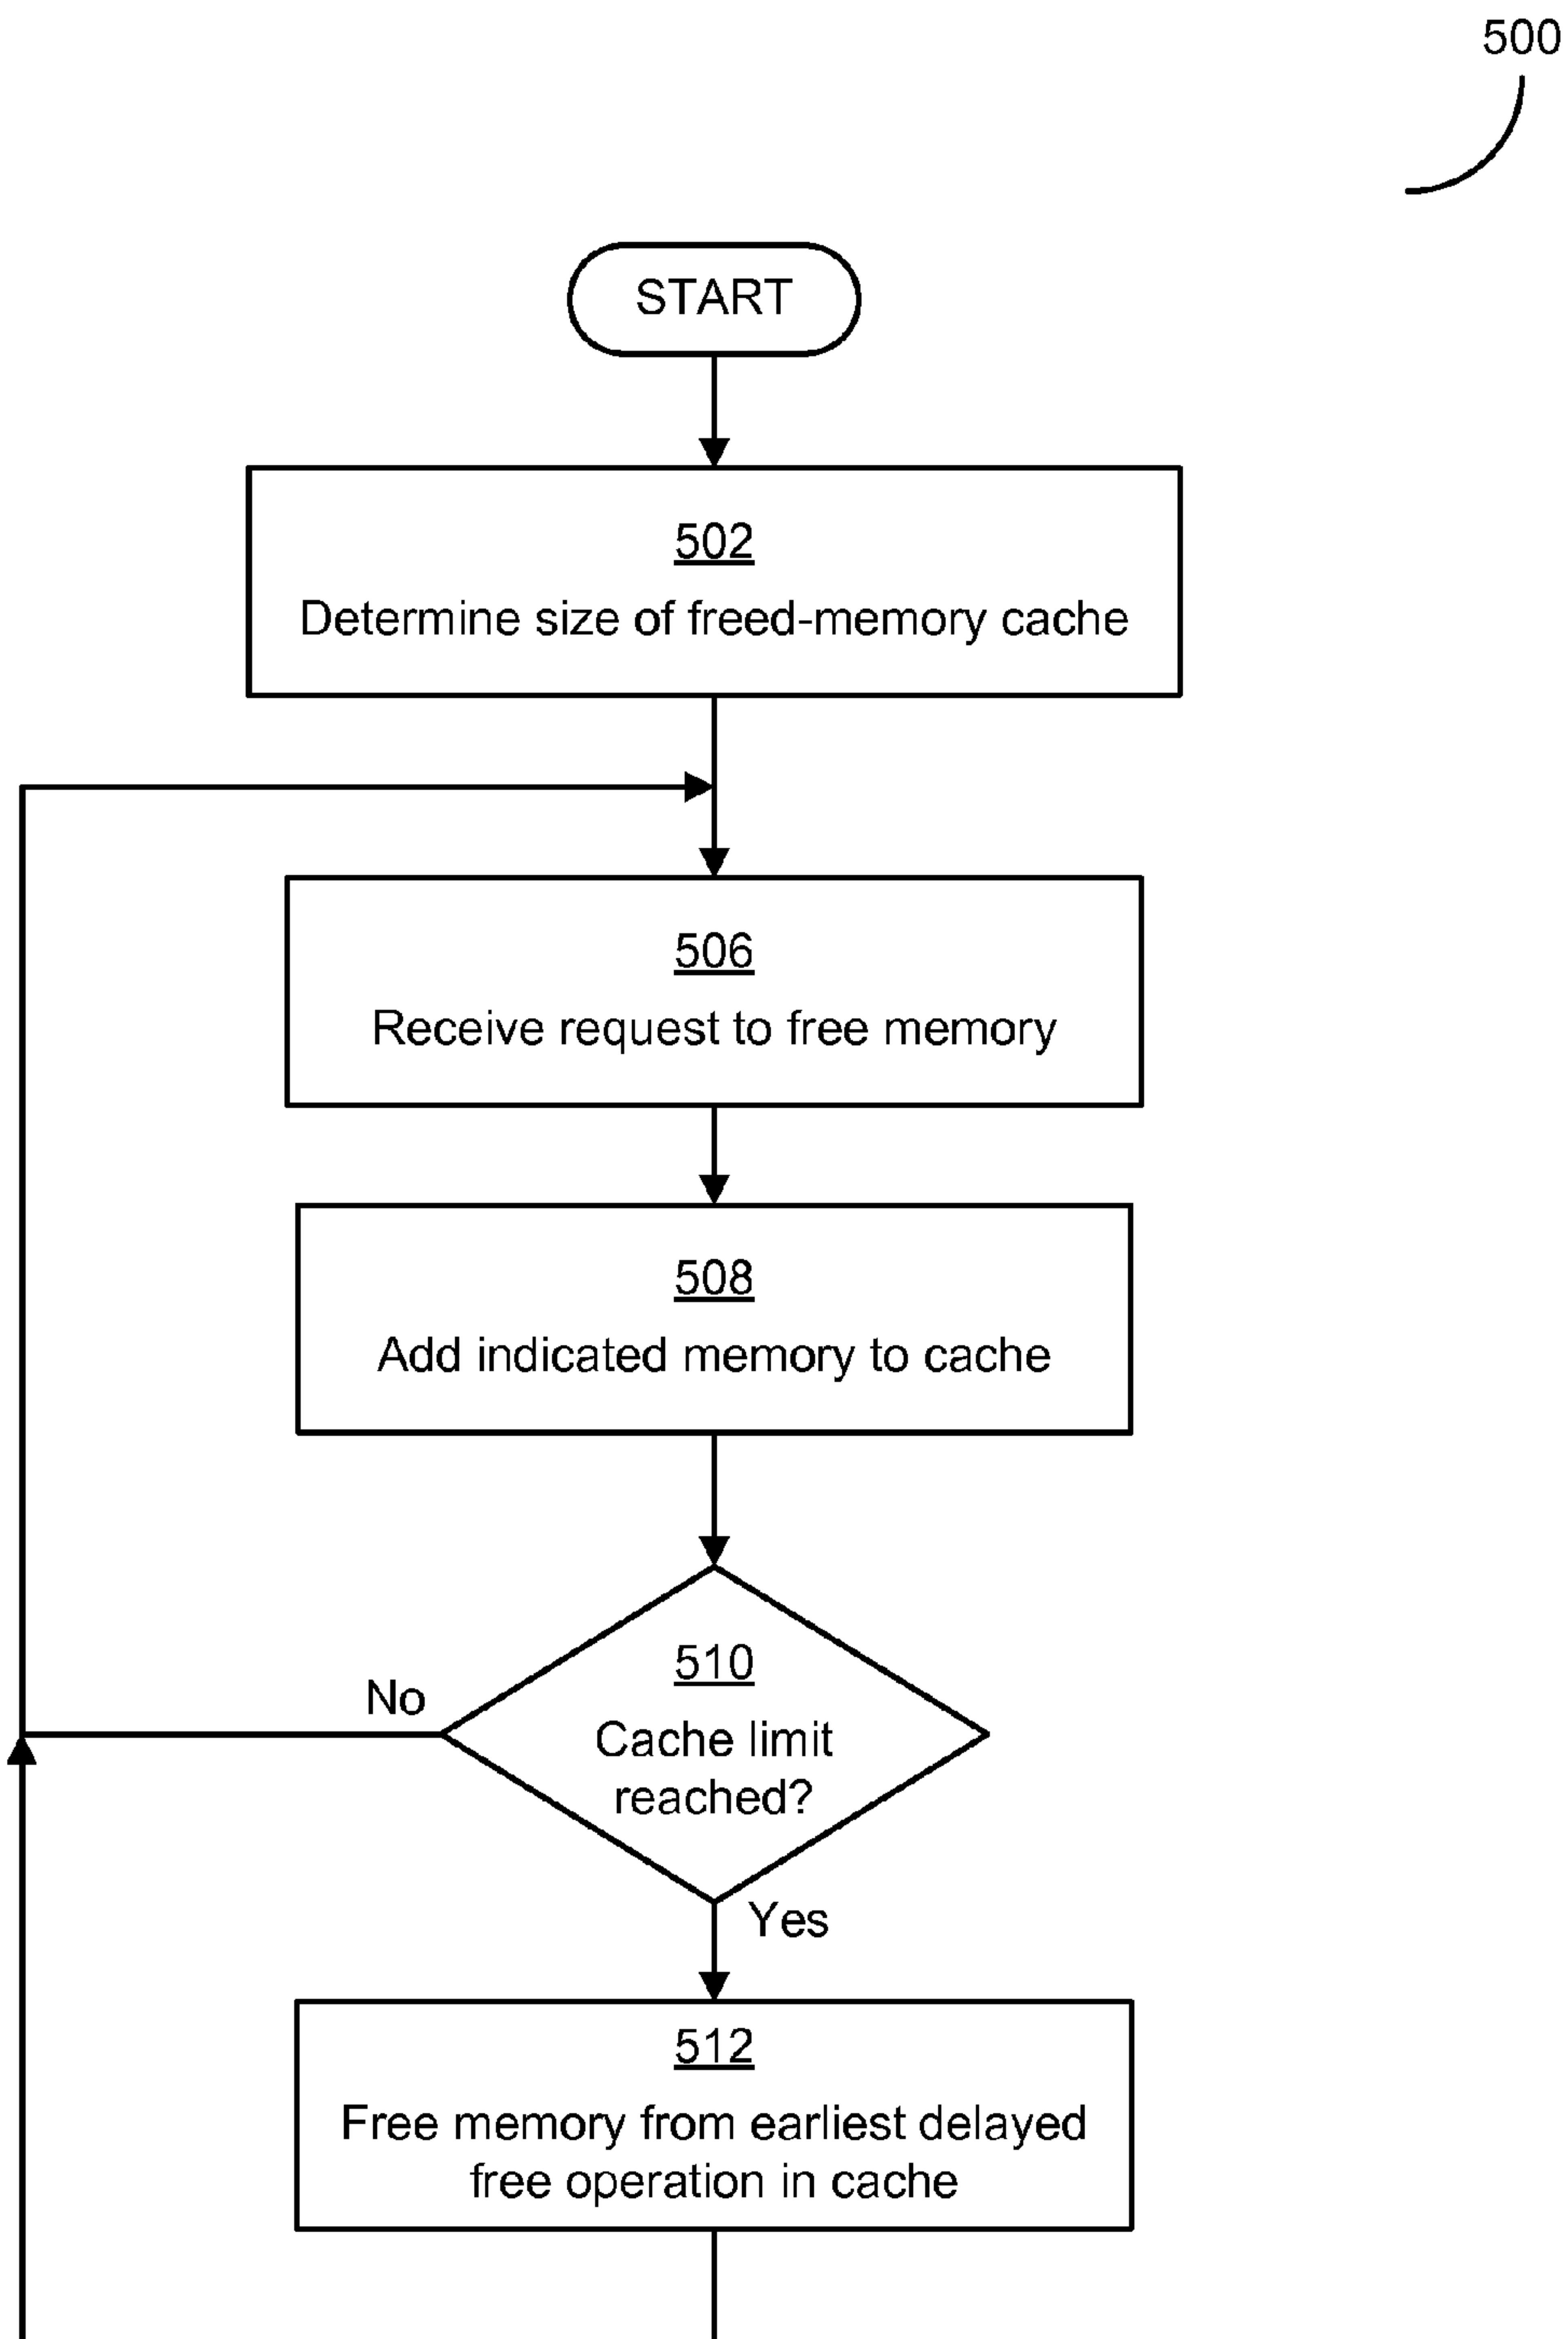 500
START
502
Determine size of freed-memory cache
506
Receive request to free memory
508
Add indicated memory to cache
510
Cache limit
reached?
No
Yes
512
Free memory from earliest delayed
free operation in cache